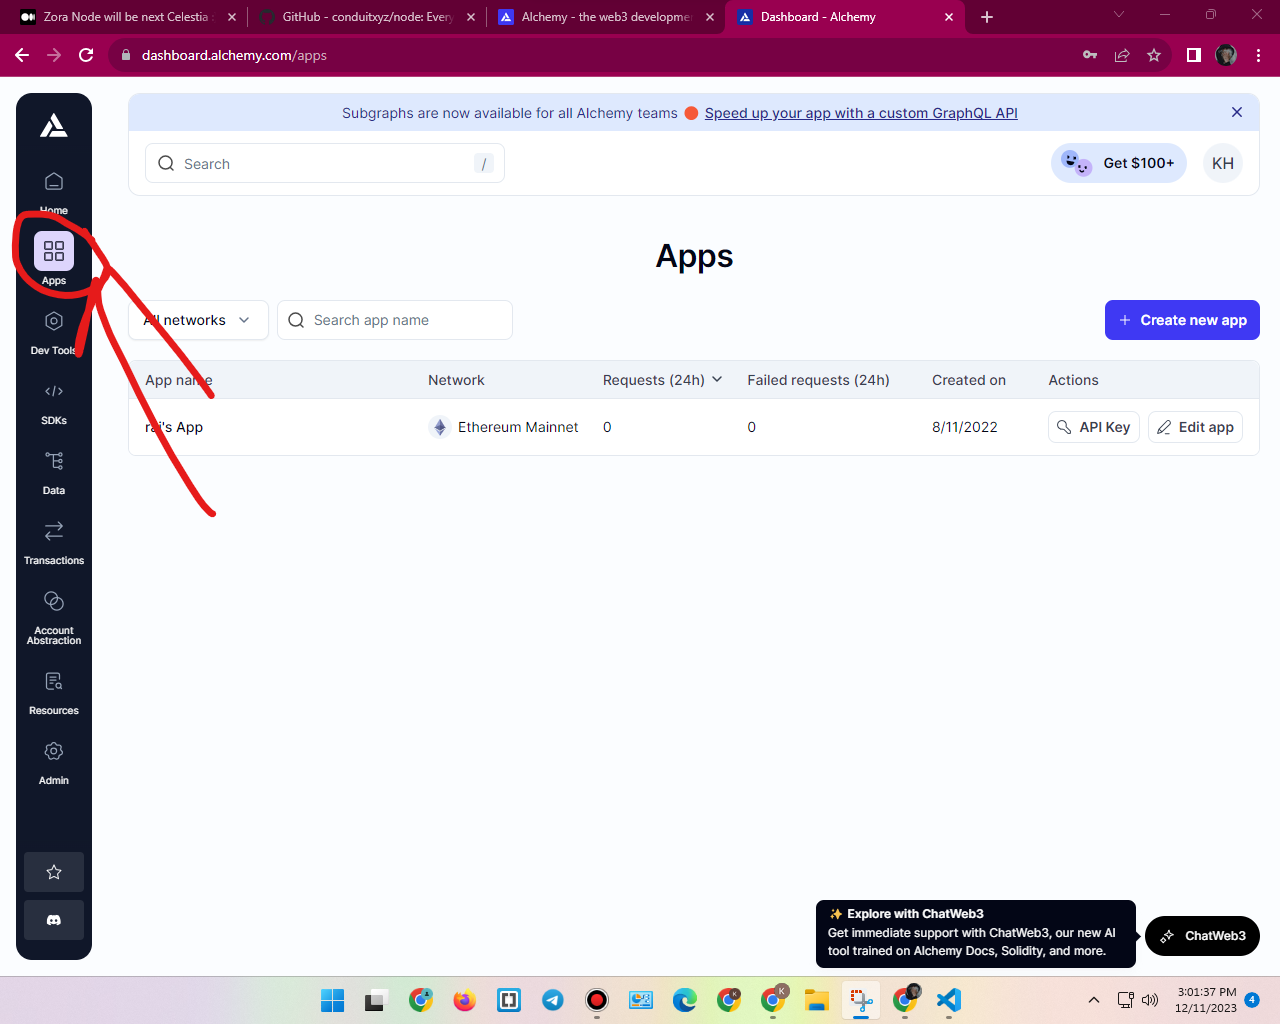 Zora Node will be next Celestia
GitHub - conduitxyz/node: Every
Alchemy - the web3 developmen
Dashboard - Alchemy
dashboard.alchemy.com/apps
Subgraphs are now available for all Alchemy teams Speed up your app with a custom GraphQL API
Search /
Get $100+ KH
Home
Apps
Dev Tools
SDKs
Data
Transactions
Account
Abstraction
Resources
Admin
Apps
All networks Search app name
+ Create new app
App name Network Requests (24h) Failed requests (24h) Created on Actions
raj's App Ethereum Mainnet 0 0 8/11/2022 API Key Edit app
Explore with ChatWeb3
Get immediate support with ChatWeb3, our new AI
tool trained on Alchemy Docs, Solidity, and more.
ChatWeb3
3:01:37 PM
12/11/2023
4